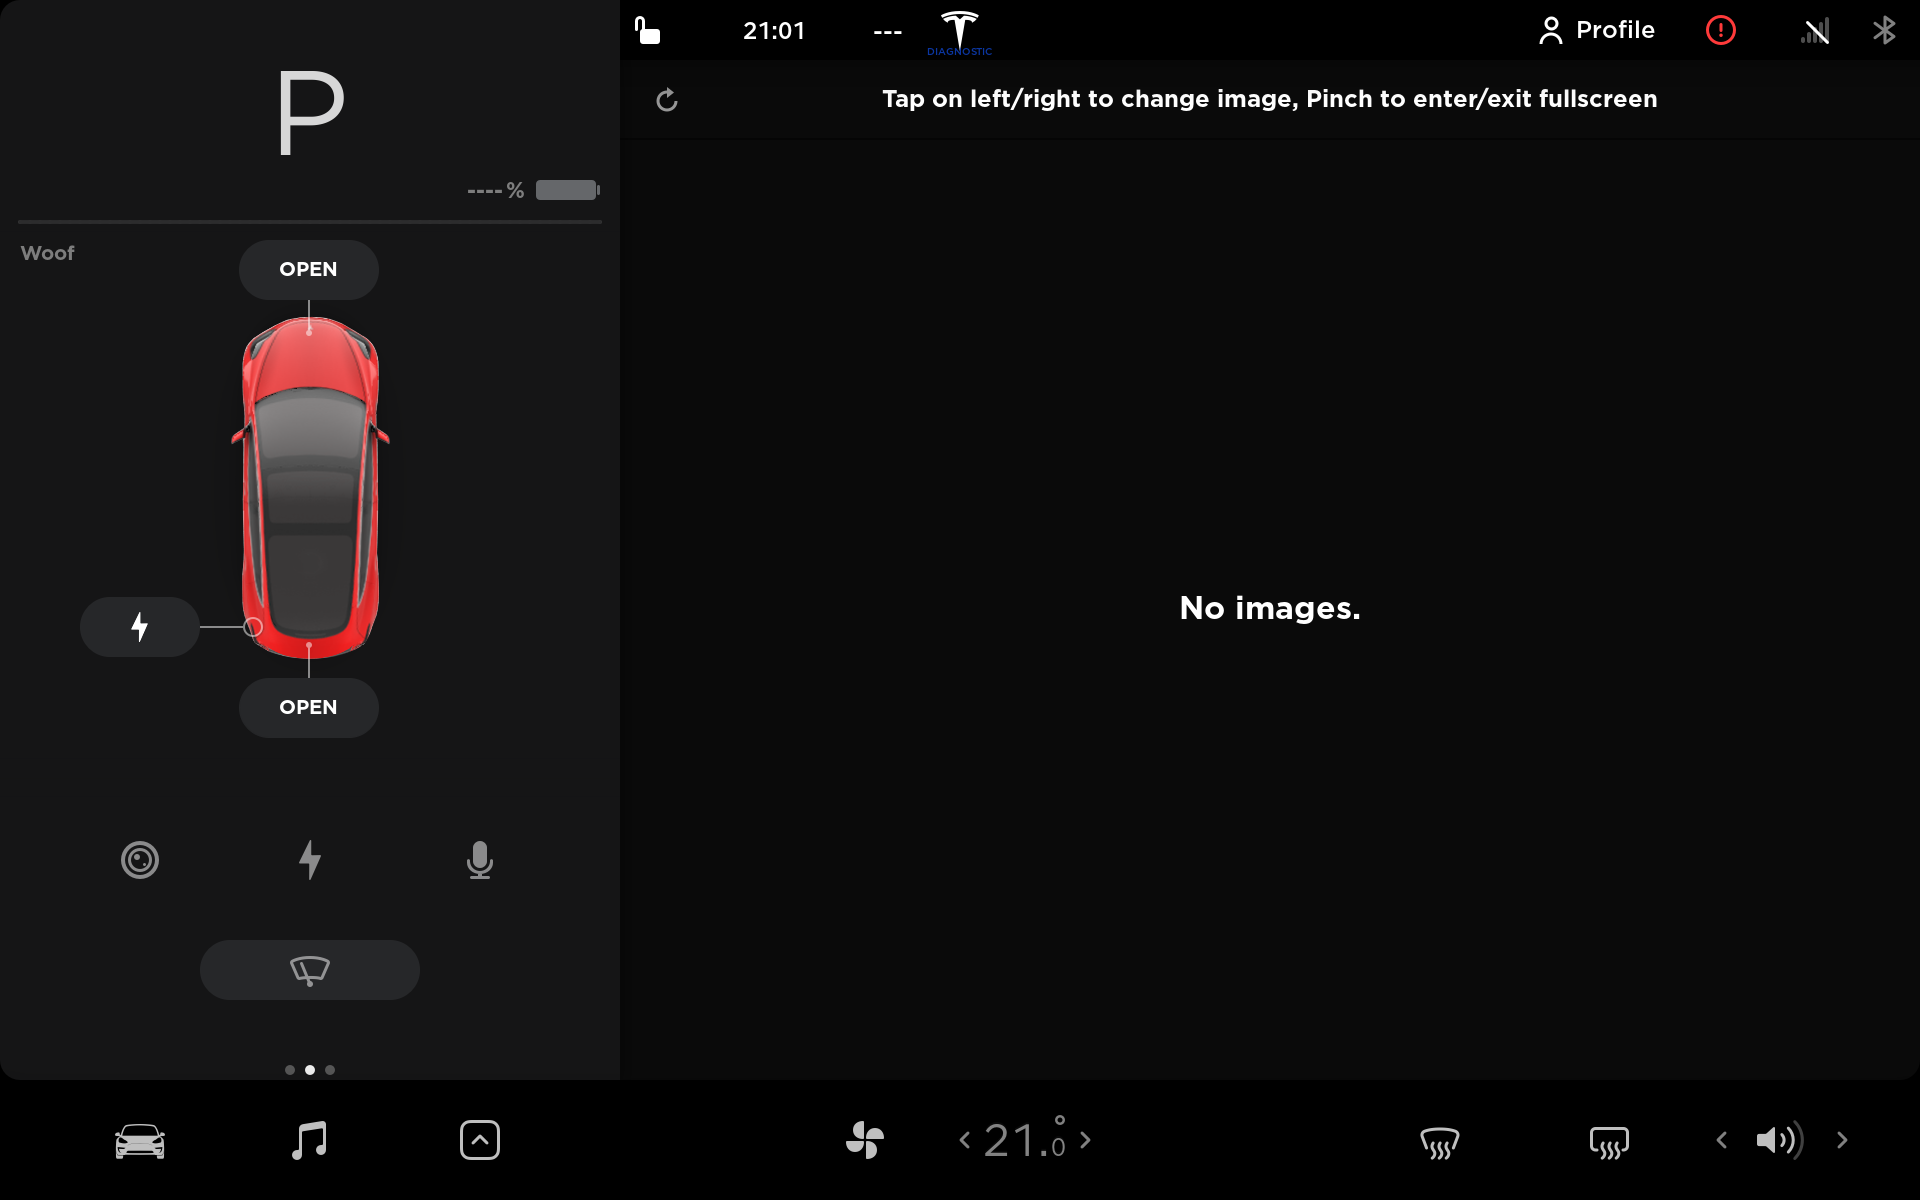 P
----%
Woof
OPEN
OPEN
21:01
---
DIAGNOSTIC
Profile
Tap on left/right to change image, Pinch to enter/exit fullscreen
No images.
21.0°